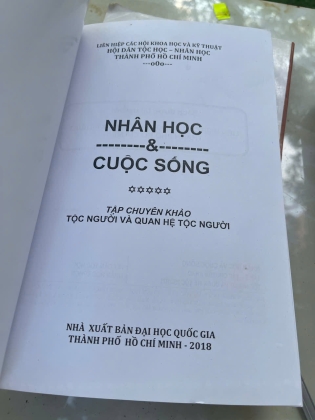 LIÊN HIỆP CÁC HỘI KHOA HỌC VÀ KỸ THUẬT
HỘI DÂN TỘC HỌC – NHÂN HỌC
THÀNH PHỐ HỒ CHÍ MINH
---o0o---
NHÂN HỌC
--------&--------
CUỘC SỐNG
✡✡✡✡✡
TẬP CHUYÊN KHẢO
TỘC NGƯỜI VÀ QUAN HỆ TỘC NGƯỜI
NHÀ XUẤT BẢN ĐẠI HỌC QUỐC GIA
THÀNH PHỐ HỒ CHÍ MINH - 2018